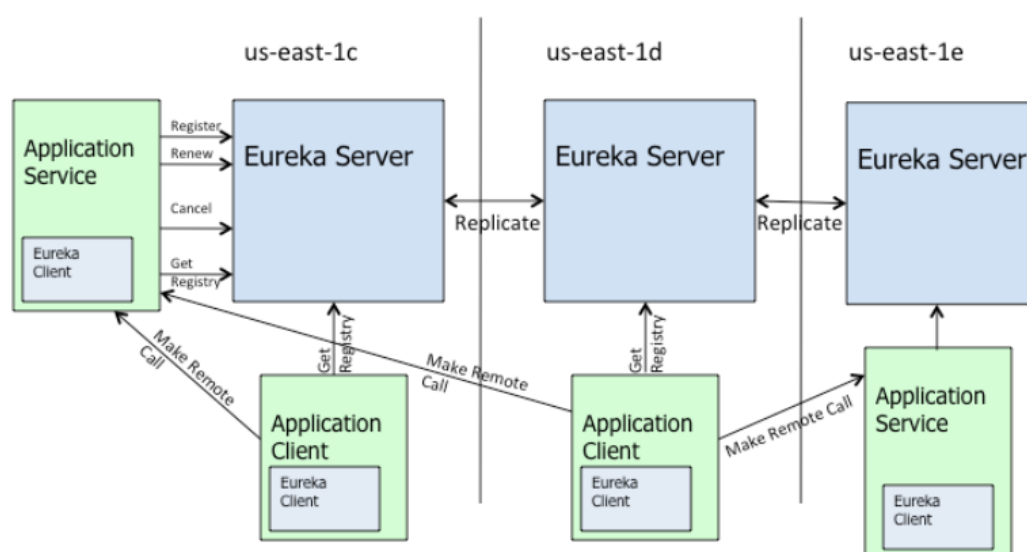 us-east-1c
us-east-1d
us-east-1e
Application
Service
Eureka
Client
Register
Renew
Cancel
Get
Registry
Eureka Server
Replicate
Eureka Server
Replicate
Eureka Server
Make Remote
Call
Get
Registry
Make Remote
Call
Get
Registry
Make Remote Call
Application
Client
Eureka
Client
Application
Client
Eureka
Client
Application
Service
Eureka
Client